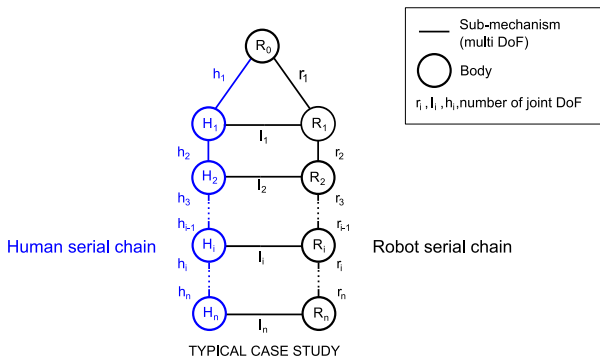 R0
h1
r1
H1
l1
R1
h2
r2
H2
l2
R2
h3
r3
hi-1
ri-1
Human serial chain
Hi
li
Ri
Robot serial chain
hi
ri
hn
rn
Hn
ln
Rn
TYPICAL CASE STUDY
Sub-mechanism
(multi DoF)
Body
ri , li , hi,number of joint DoF